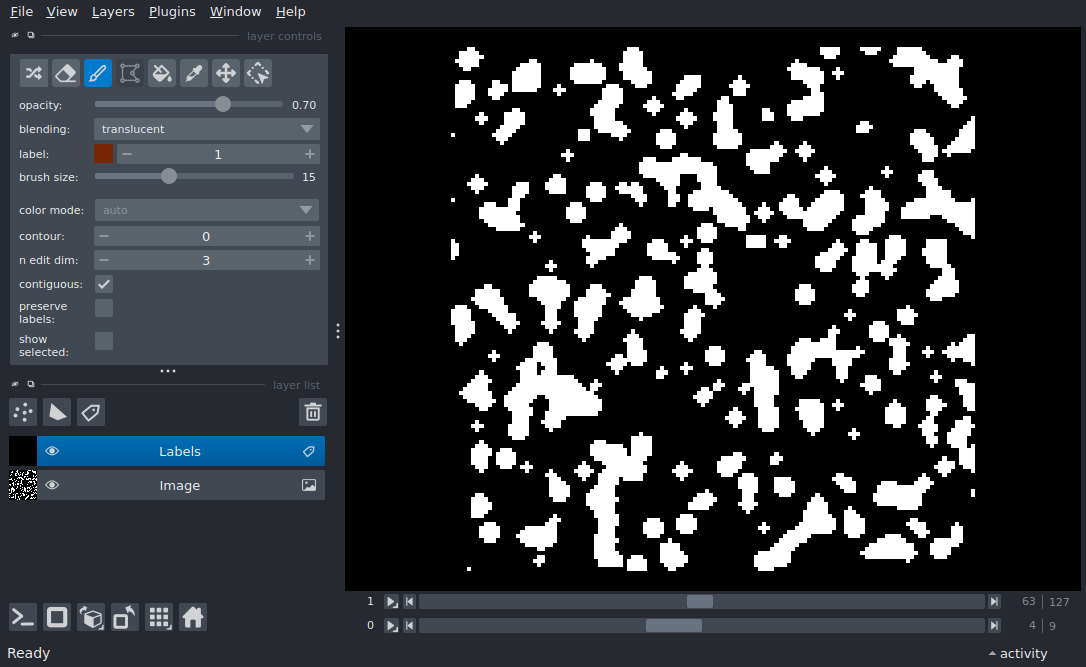 File View Layers Plugins Window Help
layer controls
opacity: 0.70
blending: translucent
label: 1
brush size: 15
color mode: auto
contour: 0
n edit dim: 3
contiguous:
preserve
labels:
show
selected:
layer list
Labels
Image
1 63 | 127
0 4 | 9
Ready activity